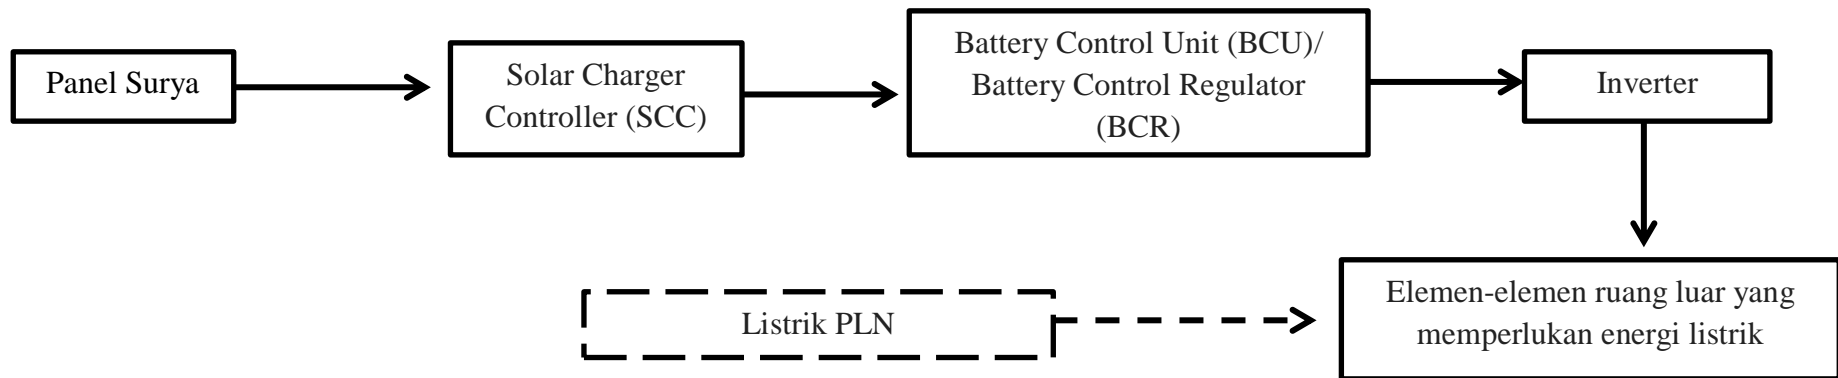 Panel Surya
Solar Charger
Controller (SCC)
Battery Control Unit (BCU)/
Battery Control Regulator
(BCR)
Inverter
Listrik PLN
Elemen-elemen ruang luar yang
memperlukan energi listrik